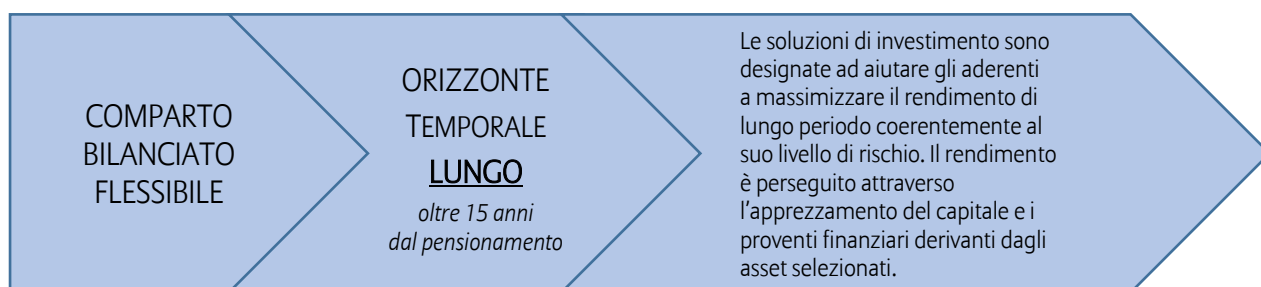 COMPARTO
BILANCIATO
FLESSIBILE
ORIZZONTE
TEMPORALE
LUNGO
oltre 15 anni
dal pensionamento
Le soluzioni di investimento sono
designate ad aiutare gli aderenti
a massimizzare il rendimento di
lungo periodo coerentemente al
suo livello di rischio. Il rendimento
è perseguito attraverso
l'apprezzamento del capitale e i
proventi finanziari derivanti dagli
asset selezionati.